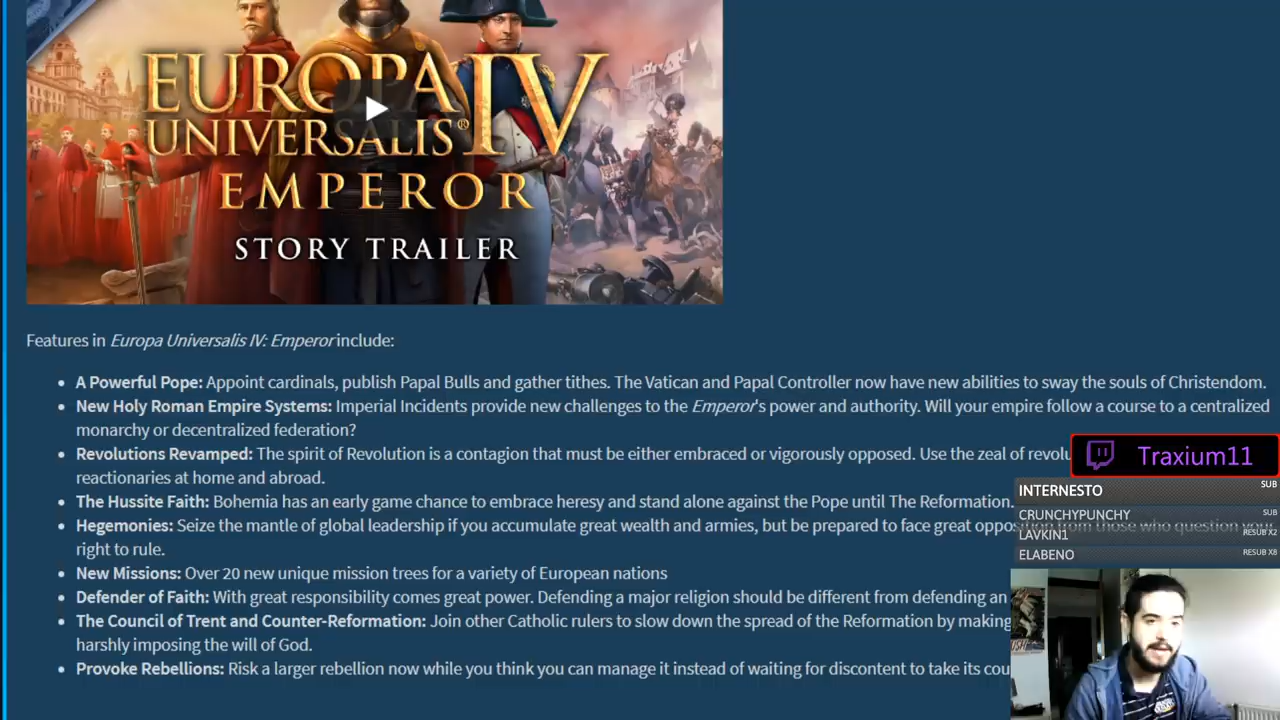 EUROPA IV
UNIVERSALIS®
EMPEROR
STORY TRAILER
Features in Europa Universalis IV: Emperor include:
• A Powerful Pope: Appoint cardinals, publish Papal Bulls and gather tithes. The Vatican and Papal Controller now have new abilities to sway the souls of Christendom.
• New Holy Roman Empire Systems: Imperial Incidents provide new challenges to the Emperor's power and authority. Will your empire follow a course to a centralized
monarchy or decentralized federation?
• Revolutions Revamped: The spirit of Revolution is a contagion that must be either embraced or vigorously opposed. Use the zeal of
reactionaries at home and abroad.
• The Hussite Faith: Bohemia has an early game chance to embrace heresy and stand alone against the Pope until The Reformation.
• Hegemonies: Seize the mantle of global leadership if you accumulate great wealth and armies, but be prepared to face great opposition from those who question your
right to rule.
• New Missions: Over 20 new unique mission trees for a variety of European nations
• Defender of Faith: With great responsibility comes great power. Defending a major religion should be different from defending an
• The Council of Trent and Counter-Reformation: Join other Catholic rulers to slow down the spread of the Reformation by making
harshly imposing the will of God.
• Provoke Rebellions: Risk a larger rebellion now while you think you can manage it instead of waiting for discontent to take its
Traxium11
INTERNESTO SUB
CRUNCHYPUNCHY SUB
LAVKIN1 RESUB X2
ELABENO RESUB X8